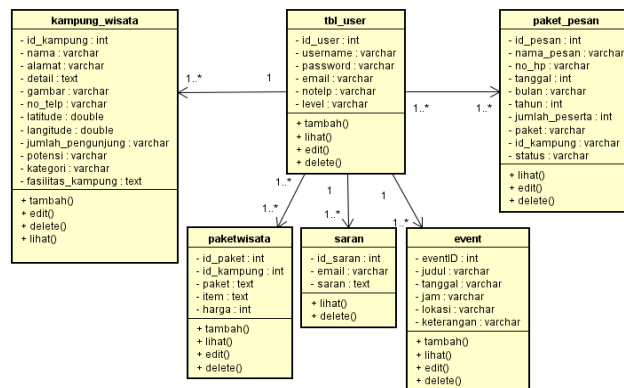 kampung_wisata
- id_kampung : int
- nama : varchar
- alamat : varchar
- detail : text
- gambar : varchar
- no_telp : varchar
- latitude : double
- langitude : double
- jumlah_pengunjung : varchar
- potensi : varchar
- kategori : varchar
- fasilitas_kampung : text
+ tambah()
+ edit()
+ delete()
+ lihat()
1..*
1
tbl_user
- id_user : int
- username : varchar
- password : varchar
- email : varchar
- notelp : varchar
- level : varchar
+ tambah()
+ lihat()
+ edit()
+ delete()
1..*
1..*
paket_pesan
- id_pesan : int
- nama_pesan : varchar
- no_hp : varchar
- tanggal : int
- bulan : varchar
- tahun : int
- jumlah_peserta : int
- paket : varchar
- id_kampung : varchar
- status : varchar
+ lihat()
+ edit()
+ delete()
1..*
1
1
1..*
1..*
1..*
paketwisata
- id_paket : int
- id_kampung : int
- paket : text
- item : text
- harga : int
+ tambah()
+ lihat()
+ edit()
+ delete()
saran
- id_saran : int
- email : varchar
- saran : text
+ lihat()
+ delete()
event
- eventID : int
- judul : varchar
- tanggal : varchar
- jam : varchar
- lokasi : varchar
- keterangan : varchar
+ tambah()
+ lihat()
+ edit()
+ delete()